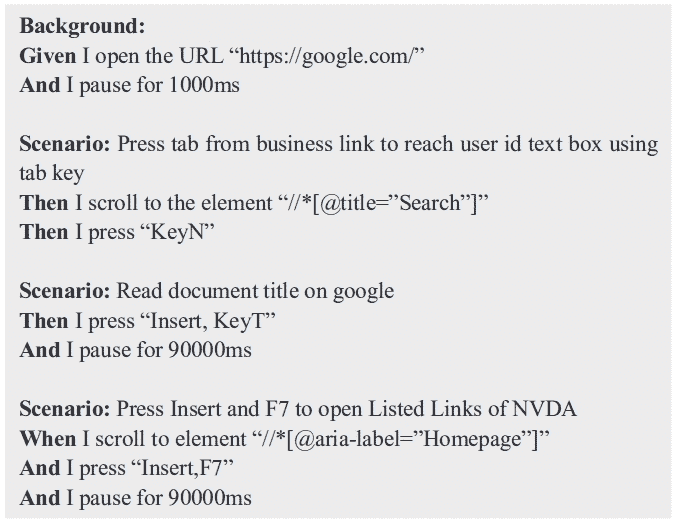 Background:
Given I open the URL “https://google.com/”
And I pause for 1000ms
Scenario: Press tab from business link to reach user id text box using
tab key
Then I scroll to the element “//*[@title=”Search”]”
Then I press “KeyN”
Scenario: Read document title on google
Then I press “Insert, KeyT”
And I pause for 90000ms
Scenario: Press Insert and F7 to open Listed Links of NVDA
When I scroll to element “//*[@aria-label=”Homepage”]”
And I press “Insert,F7”
And I pause for 90000ms